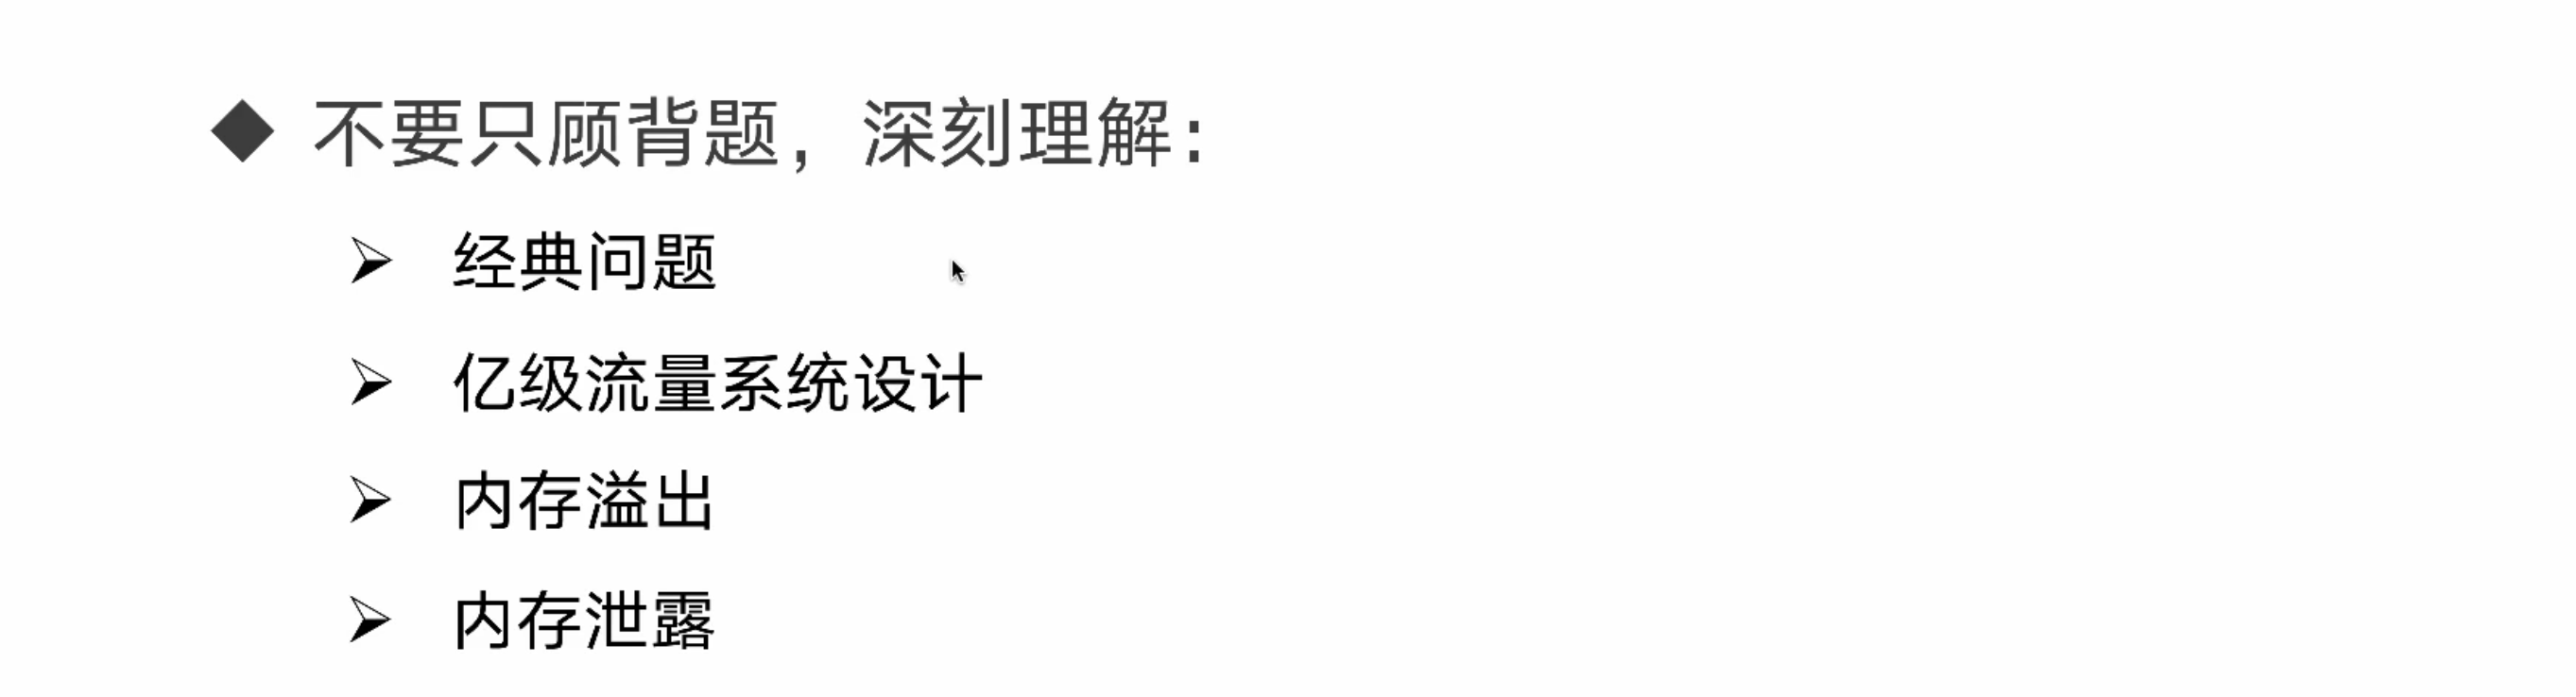 ◆ 不要只顾背题，深刻理解：
➢ 经典问题
➢ 亿级流量系统设计
➢ 内存溢出
➢ 内存泄露